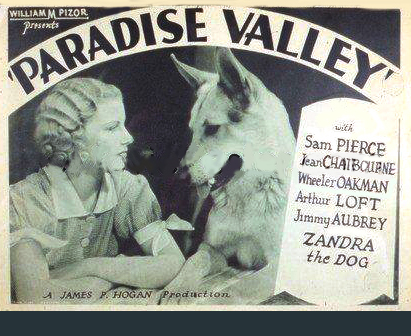 WILLIAM M. PIZOR
Presents
"PARADISE VALLEY"
with
Sam PIERCE
Jean CHATBOURNE
Wheeler OAKMAN
Arthur LOFT
Jimmy AUBREY
ZANDRA
the DOG
A JAMES P. HOGAN Production